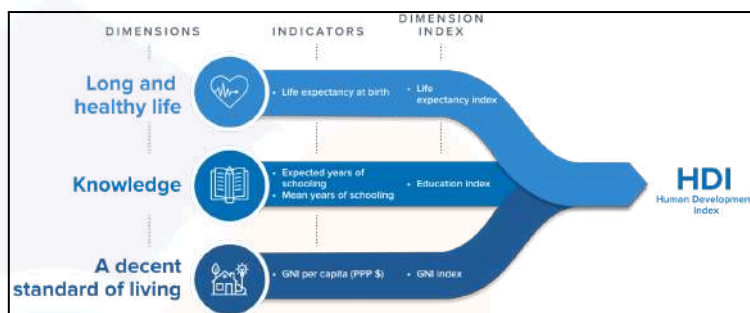 DIMENSIONS
INDICATORS
DIMENSION
INDEX
Long and
healthy life
• Life expectancy at birth
• Life
expectancy index
Knowledge
• Expected years of
schooling
• Mean years of schooling
• Education Index
HDI
Human Development
Index
A decent
standard of living
• GNI per capita (PPP $)
• GNI index